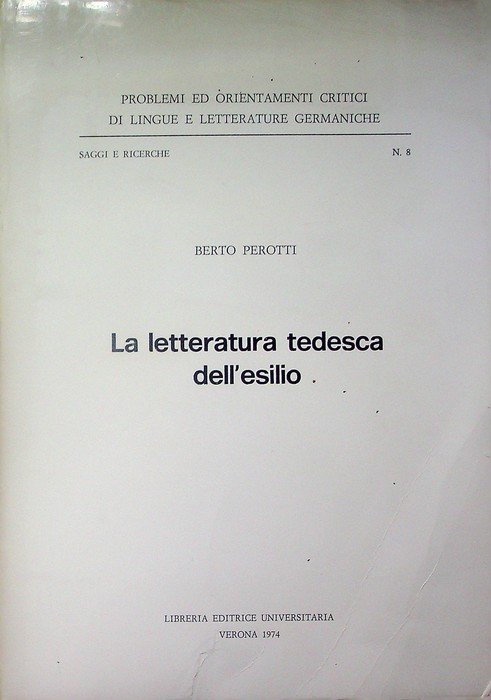 PROBLEMI ED ORIENTAMENTI CRITICI
DI LINGUE E LETTERATURE GERMANICHE
SAGGI E RICERCHE N. 8
BERTO PEROTTI
La letteratura tedesca
dell'esilio
LIBRERIA EDITRICE UNIVERSITARIA
VERONA 1974